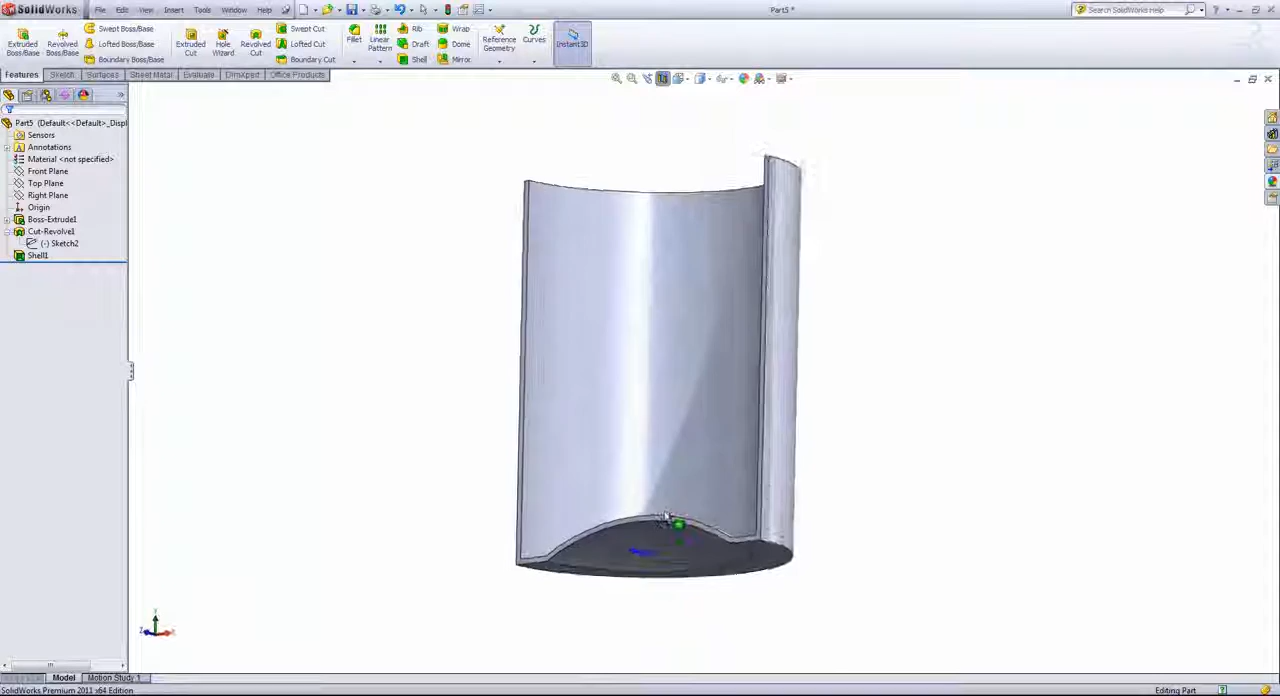 SolidWorks File Edit View Insert Tools Window Help Part5 * Search SolidWorks Help
Extruded Boss/Base
Revolved Boss/Base
Swept Boss/Base
Lofted Boss/Base
Boundary Boss/Base
Extruded Cut
Hole Wizard
Revolved Cut
Swept Cut
Lofted Cut
Boundary Cut
Fillet
Linear Pattern
Rib
Draft
Shell
Wrap
Dome
Mirror
Reference Geometry
Curves
Instant3D
Features Sketch Surfaces Sheet Metal Evaluate DimXpert Office Products
Part5 (Default<<Default>_Displ
Sensors
Annotations
Material <not specified>
Front Plane
Top Plane
Right Plane
Origin
Boss-Extrude1
Cut-Revolve1
(-) Sketch2
Shell1
Y
Z X
Model Motion Study 1
SolidWorks Premium 2011 x64 Edition Editing Part